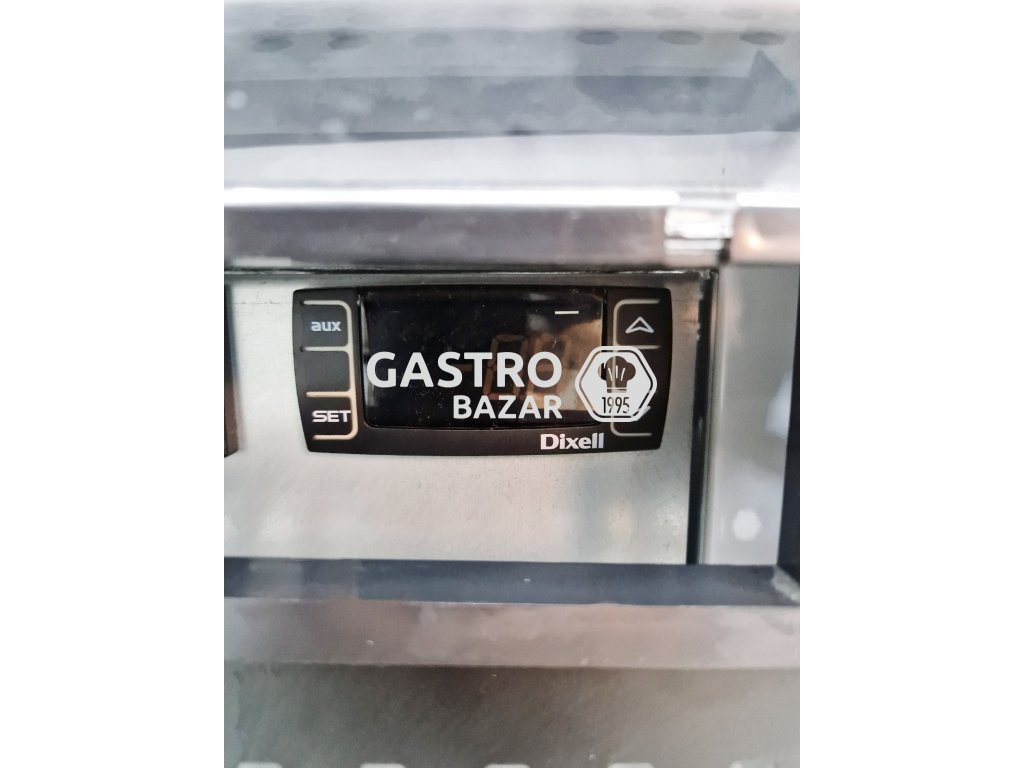 aux
GASTRO
BAZAR
1995
SET
Dixell